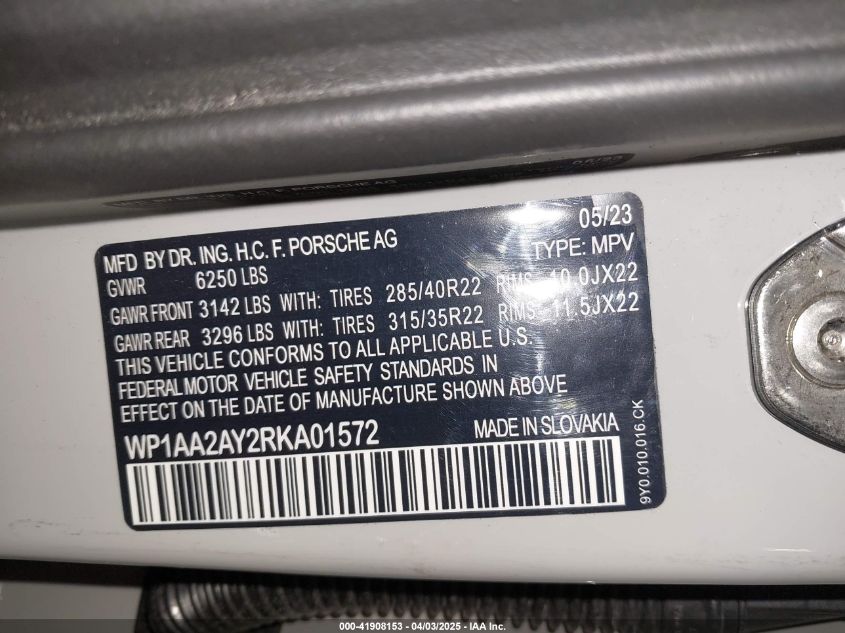 MFD BY DR. ING. H.C. F. PORSCHE AG 05/23
GVWR 6250 LBS TYPE: MPV
GAWR FRONT 3142 LBS WITH: TIRES 285/40R22 RIMS 10.0JX22
GAWR REAR 3296 LBS WITH: TIRES 315/35R22 RIMS 11.5JX22
THIS VEHICLE CONFORMS TO ALL APPLICABLE U.S.
FEDERAL MOTOR VEHICLE SAFETY STANDARDS IN
EFFECT ON THE DATE OF MANUFACTURE SHOWN ABOVE
WP1AA2AY2RKA01572 MADE IN SLOVAKIA
9Y0.010.016.CK
000-41908153 - 04/03/2025 - IAA Inc.